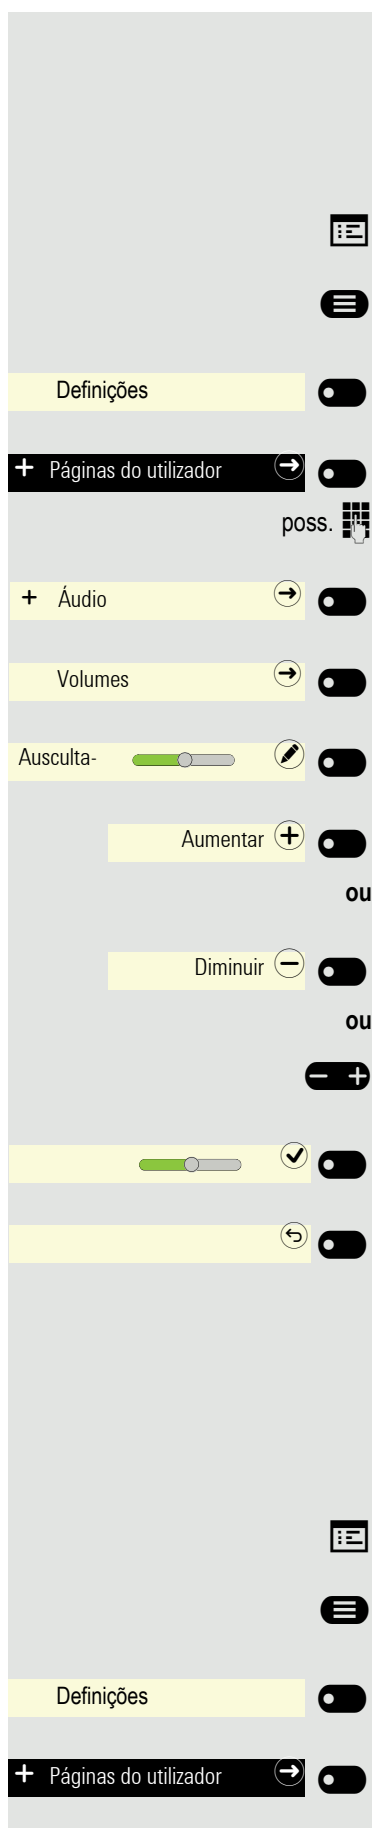 Definições
+ Páginas do utilizador
poss.
+ Áudio
Volumes
Ausculta-
Aumentar +
ou
Diminuir −
ou
− +
Definições
+ Páginas do utilizador